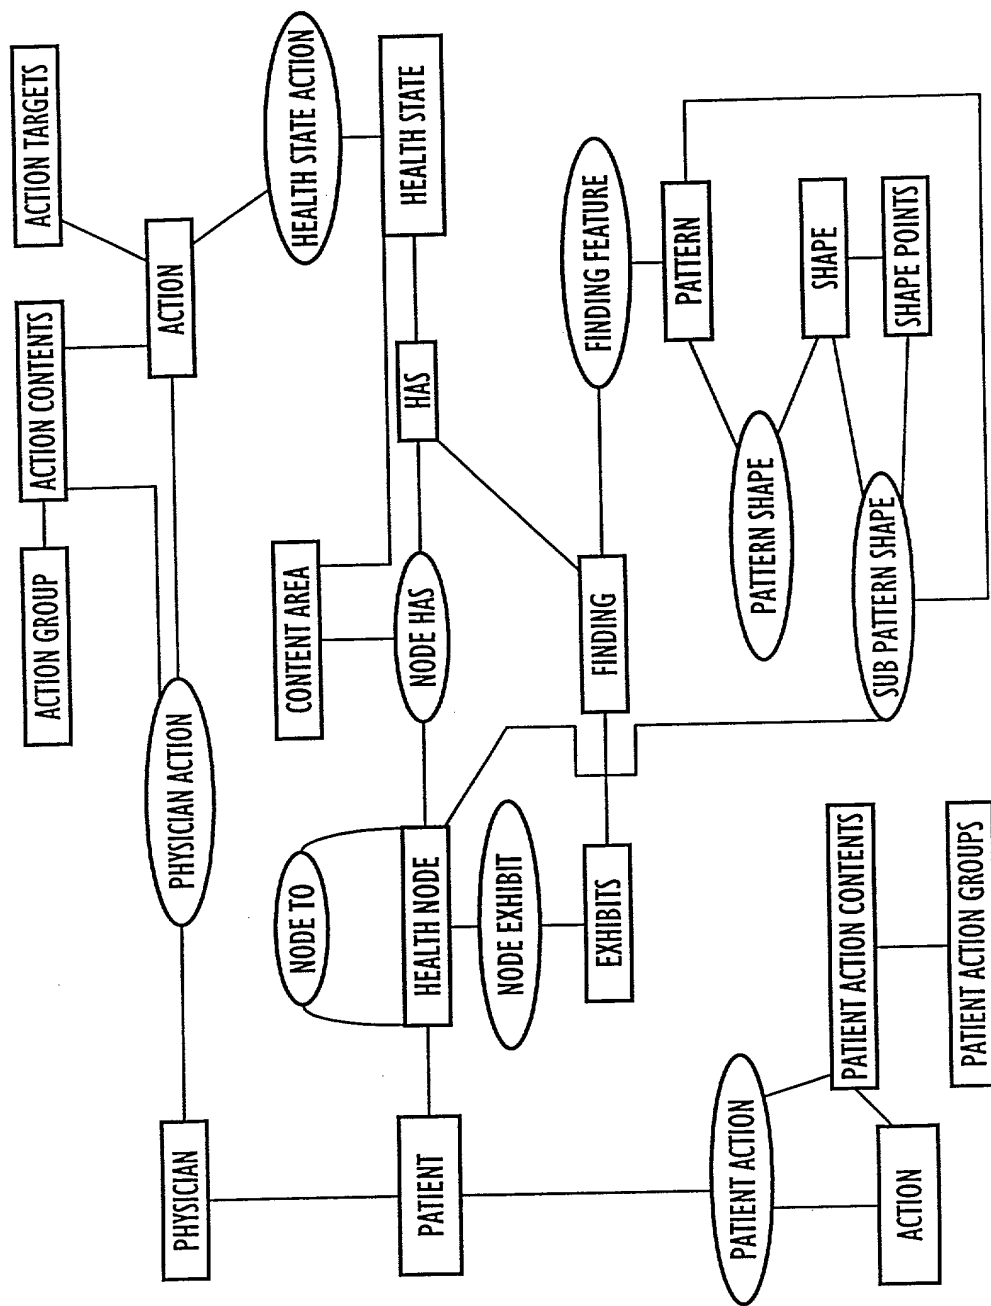 ACTION TARGETS
ACTION CONTENTS
ACTION GROUP
ACTION
HEALTH STATE ACTION
PHYSICIAN ACTION
PHYSICIAN
HEALTH STATE
HAS
CONTENT AREA
NODE HAS
NODE TO
HEALTH NODE
PATIENT
NODE EXHIBIT
EXHIBITS
FINDING
FINDING FEATURE
PATTERN
PATTERN SHAPE
SHAPE
SHAPE POINTS
SUB PATTERN SHAPE
PATIENT ACTION
ACTION
PATIENT ACTION CONTENTS
PATIENT ACTION GROUPS